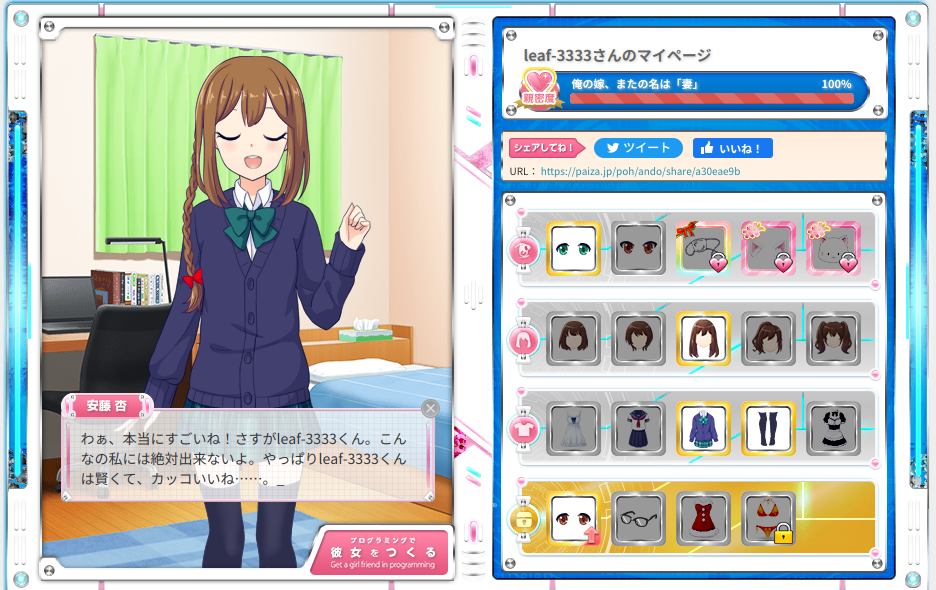 leaf-3333さんのマイページ
親密度
俺の嫁、またの名は「妻」
100%
シェアしてね!
ツイート
いいね!
URL: https://paiza.jp/poh/ando/share/a30eae9b
安藤 杏
わぁ、本当にすごいね!さすがleaf-3333くん。こん
なの私には絶対出来ないよ。やっぱりleaf-3333くん
は賢くて、カッコいいね……。_
プログラミングで
彼女をつくる
Get a girl friend in programming